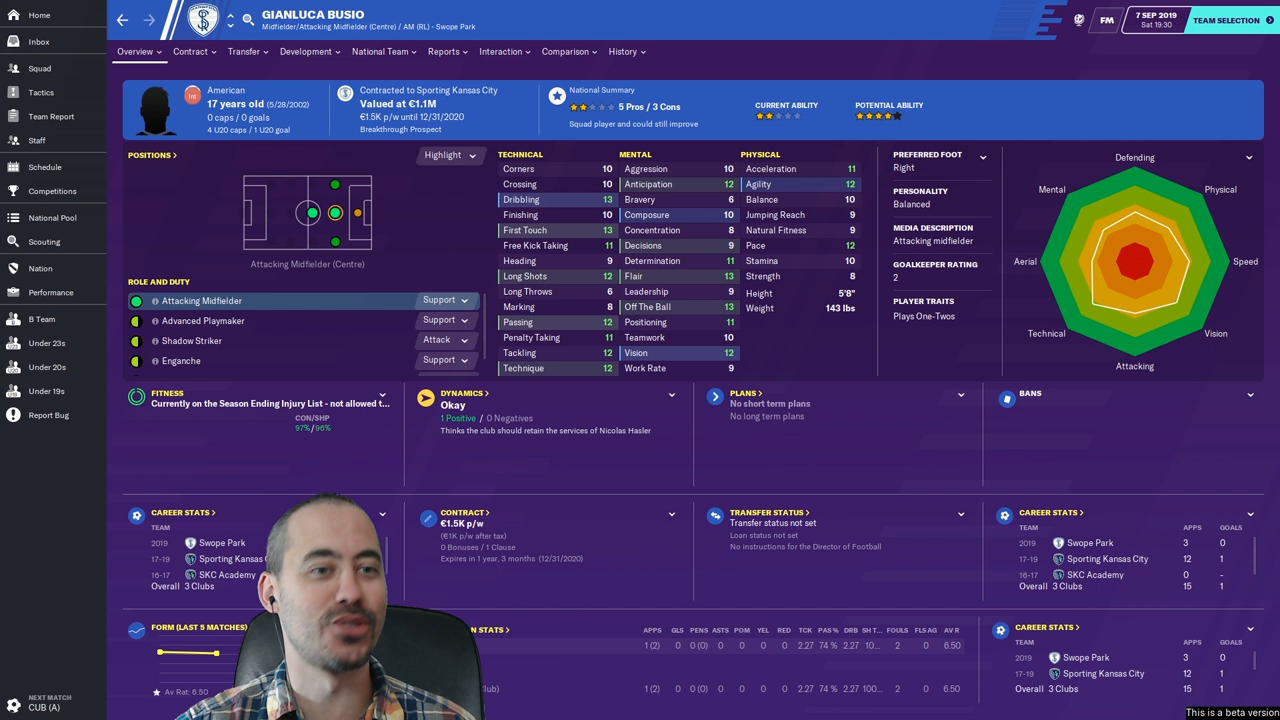 GIANLUCA BUSIO
Midfielder/Attacking Midfielder (Centre) / AM (RL) - Swope Park
FM
7 SEP 2019
Sat 19:30
TEAM SELECTION
Home
Inbox
Squad
Tactics
Team Report
Staff
Schedule
Competitions
National Pool
Scouting
Nation
Performance
B Team
Under 23s
Under 20s
Under 19s
Report Bug
NEXT MATCH
CUB (A)
Overview
Contract
Transfer
Development
National Team
Reports
Interaction
Comparison
History
Int
American
17 years old (5/28/2002)
0 caps / 0 goals
4 U20 caps / 1 U20 goal
Contracted to Sporting Kansas City
Valued at €1.1M
€1.5K p/w until 12/31/2020
Breakthrough Prospect
National Summary
5 Pros / 3 Cons
Squad player and could still improve
CURRENT ABILITY
POTENTIAL ABILITY
POSITIONS
Highlight
Attacking Midfielder (Centre)
ROLE AND DUTY
Attacking Midfielder Support
Advanced Playmaker Support
Shadow Striker Attack
Enganche Support
TECHNICAL
Corners 10
Crossing 10
Dribbling 13
Finishing 10
First Touch 13
Free Kick Taking 11
Heading 9
Long Shots 12
Long Throws 6
Marking 8
Passing 12
Penalty Taking 11
Tackling 12
Technique 12
MENTAL
Aggression 10
Anticipation 12
Bravery 6
Composure 10
Concentration 8
Decisions 9
Determination 11
Flair 13
Leadership 9
Off The Ball 13
Positioning 11
Teamwork 10
Vision 12
Work Rate 9
PHYSICAL
Acceleration 11
Agility 12
Balance 10
Jumping Reach 9
Natural Fitness 9
Pace 12
Stamina 10
Strength 8
Height 5'8"
Weight 143 lbs
PREFERRED FOOT
Right
PERSONALITY
Balanced
MEDIA DESCRIPTION
Attacking midfielder
GOALKEEPER RATING
2
PLAYER TRAITS
Plays One-Twos
Defending
Mental
Physical
Aerial
Speed
Technical
Vision
Attacking
FITNESS
Currently on the Season Ending Injury List - not allowed t...
CON/SHP
97%/96%
DYNAMICS
Okay
1 Positive / 0 Negatives
Thinks the club should retain the services of Nicolas Hasler
PLANS
No short term plans
No long term plans
BANS
CAREER STATS
TEAM
2019 Swope Park
17-19 Sporting Kansas C
16-17 SKC Academy
Overall 3 Clubs
CONTRACT
€1.5K p/w
(€1K p/w after tax)
0 Bonuses / 1 Clause
Expires in 1 year, 3 months (12/31/2020)
TRANSFER STATUS
Transfer status not set
Loan status not set
No instructions for the Director of Football
CAREER STATS
TEAM APPS GOALS
2019 Swope Park 3 0
17-19 Sporting Kansas City 12 1
16-17 SKC Academy 0 -
Overall 3 Clubs 15 1
FORM (LAST 5 MATCHES)
Av Rat: 6.50
N STATS
APPS GLS PENS ASTS POM YEL RED TCK PAS % DRB SH T... FOULS FLS AG AV R
1 (2) 0 0 (0) 0 0 0 0 2.27 74 % 2.27 10... 2 0 6.50
Club) 1 (2) 0 0 (0) 0 0 0 0 2.27 74 % 2.27 100... 2 0 6.50
CAREER STATS
TEAM APPS GOALS
2019 Swope Park 3 0
17-19 Sporting Kansas City 12 1
Overall 3 Clubs 15 1
This is a beta version